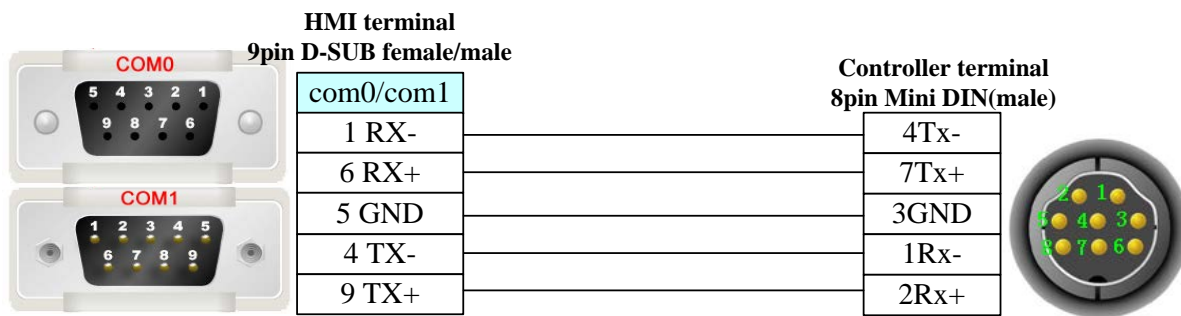 HMI terminal
9pin D-SUB female/male
COM0
5 4 3 2 1
9 8 7 6
COM1
1 2 3 4 5
6 7 8 9
com0/com1
1 RX-
6 RX+
5 GND
4 TX-
9 TX+
Controller terminal
8pin Mini DIN(male)
4Tx-
7Tx+
3GND
1Rx-
2Rx+
2 1
5 4 3
8 7 6